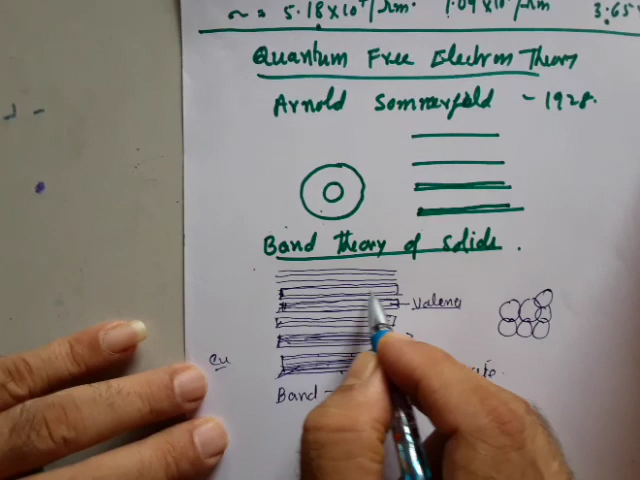 5.18×10⁷/Ωm. 1.09×10⁷/Ωm 3.65
Quantum Free Electron Theory
Arnold Sommerfeld - 1928.
Band Theory of Solids.
Valence
Cu
Band -